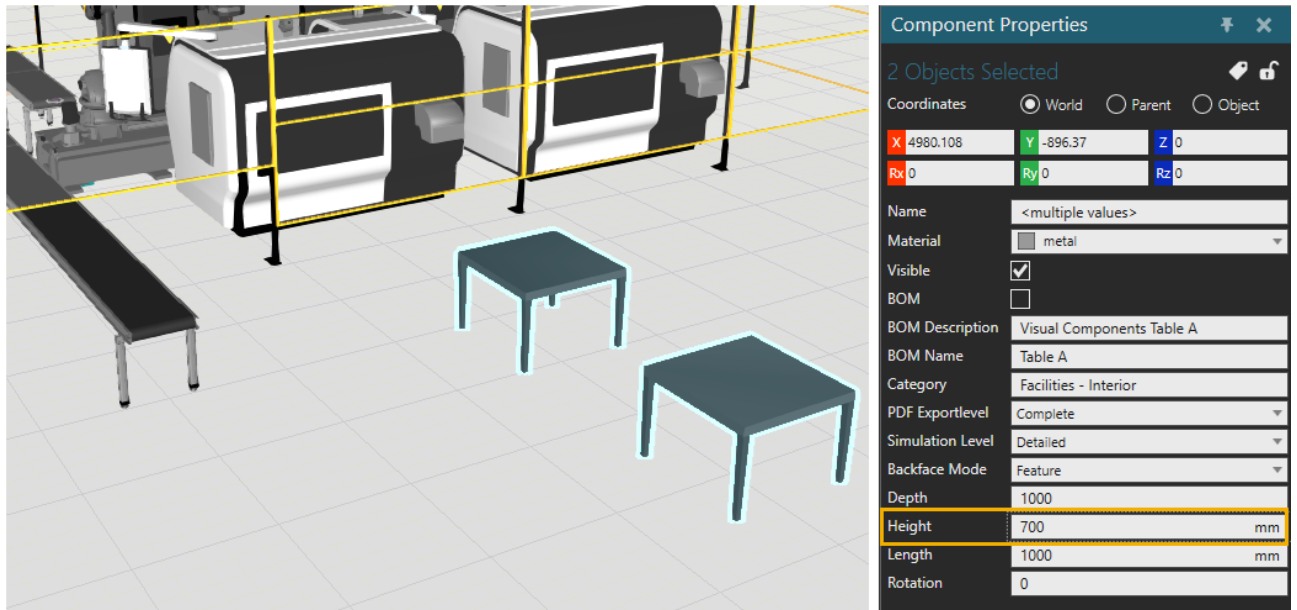 Component Properties
2 Objects Selected
Coordinates World Parent Object
X 4980.108 Y -896.37 Z 0
Rx 0 Ry 0 Rz 0
Name <multiple values>
Material metal
Visible
BOM
BOM Description Visual Components Table A
BOM Name Table A
Category Facilities - Interior
PDF Exportlevel Complete
Simulation Level Detailed
Backface Mode Feature
Depth 1000
Height 700 mm
Length 1000 mm
Rotation 0